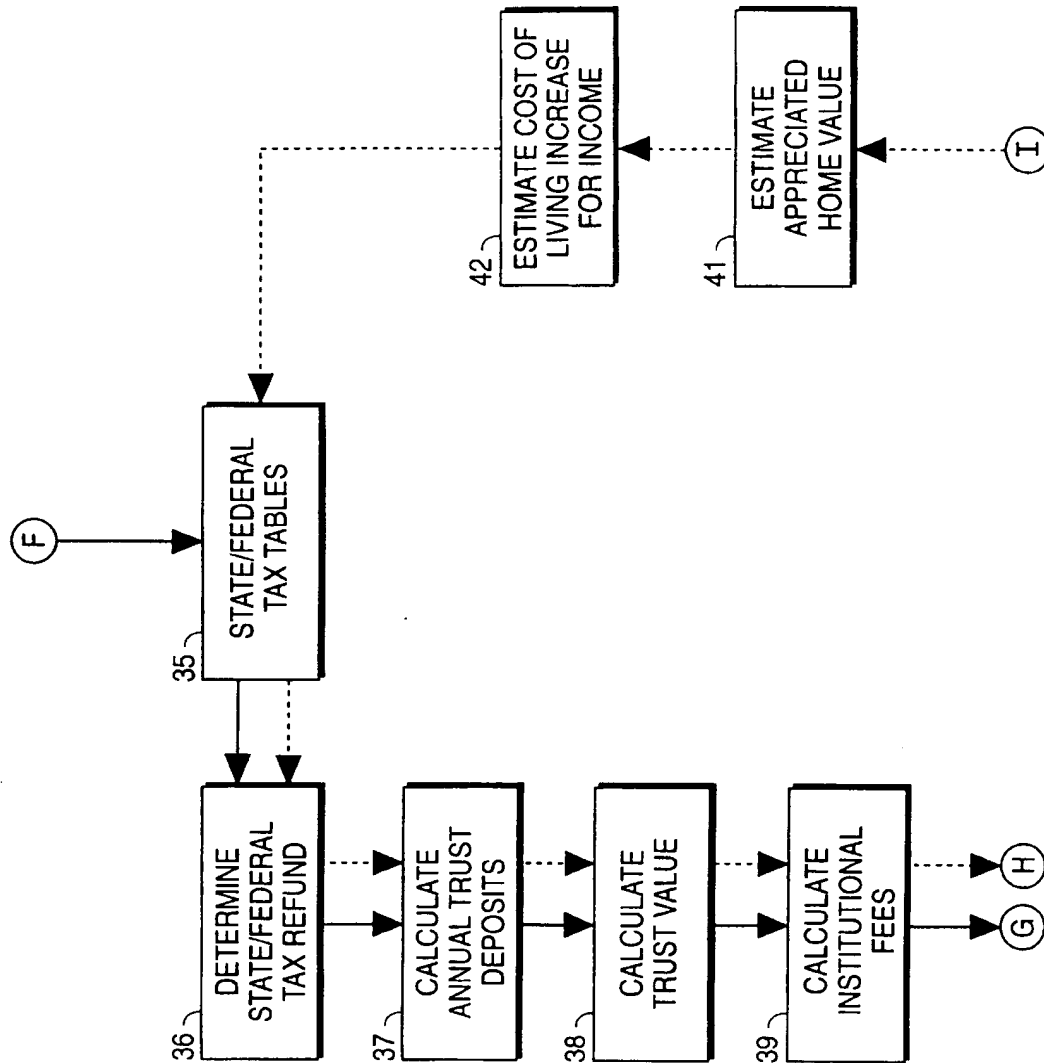 F
35
STATE/FEDERAL
TAX TABLES
36
DETERMINE
STATE/FEDERAL
TAX REFUND
37
CALCULATE
ANNUAL TRUST
DEPOSITS
38
CALCULATE
TRUST VALUE
39
CALCULATE
INSTITUTIONAL
FEES
G
H
42
ESTIMATE COST OF
LIVING INCREASE
FOR INCOME
41
ESTIMATE
APPRECIATED
HOME VALUE
I